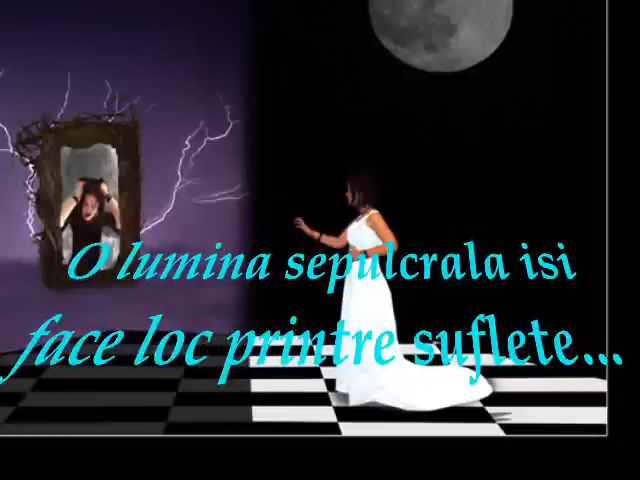 O lumina sepulcrala isi
face loc printre suflete...